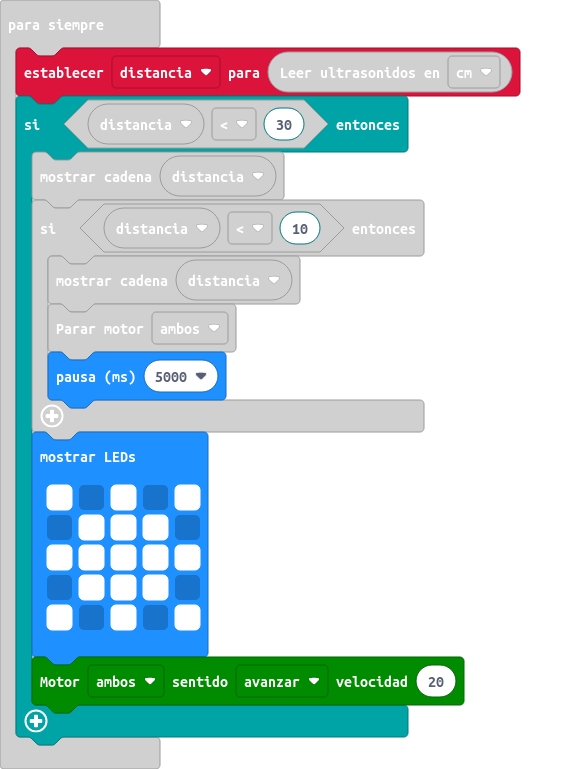 para siempre
establecer distancia para Leer ultrasonidos en cm
si distancia < 30 entonces
mostrar cadena distancia
si distancia < 10 entonces
mostrar cadena distancia
Parar motor ambos
pausa (ms) 5000
mostrar LEDs
Motor ambos sentido avanzar velocidad 20